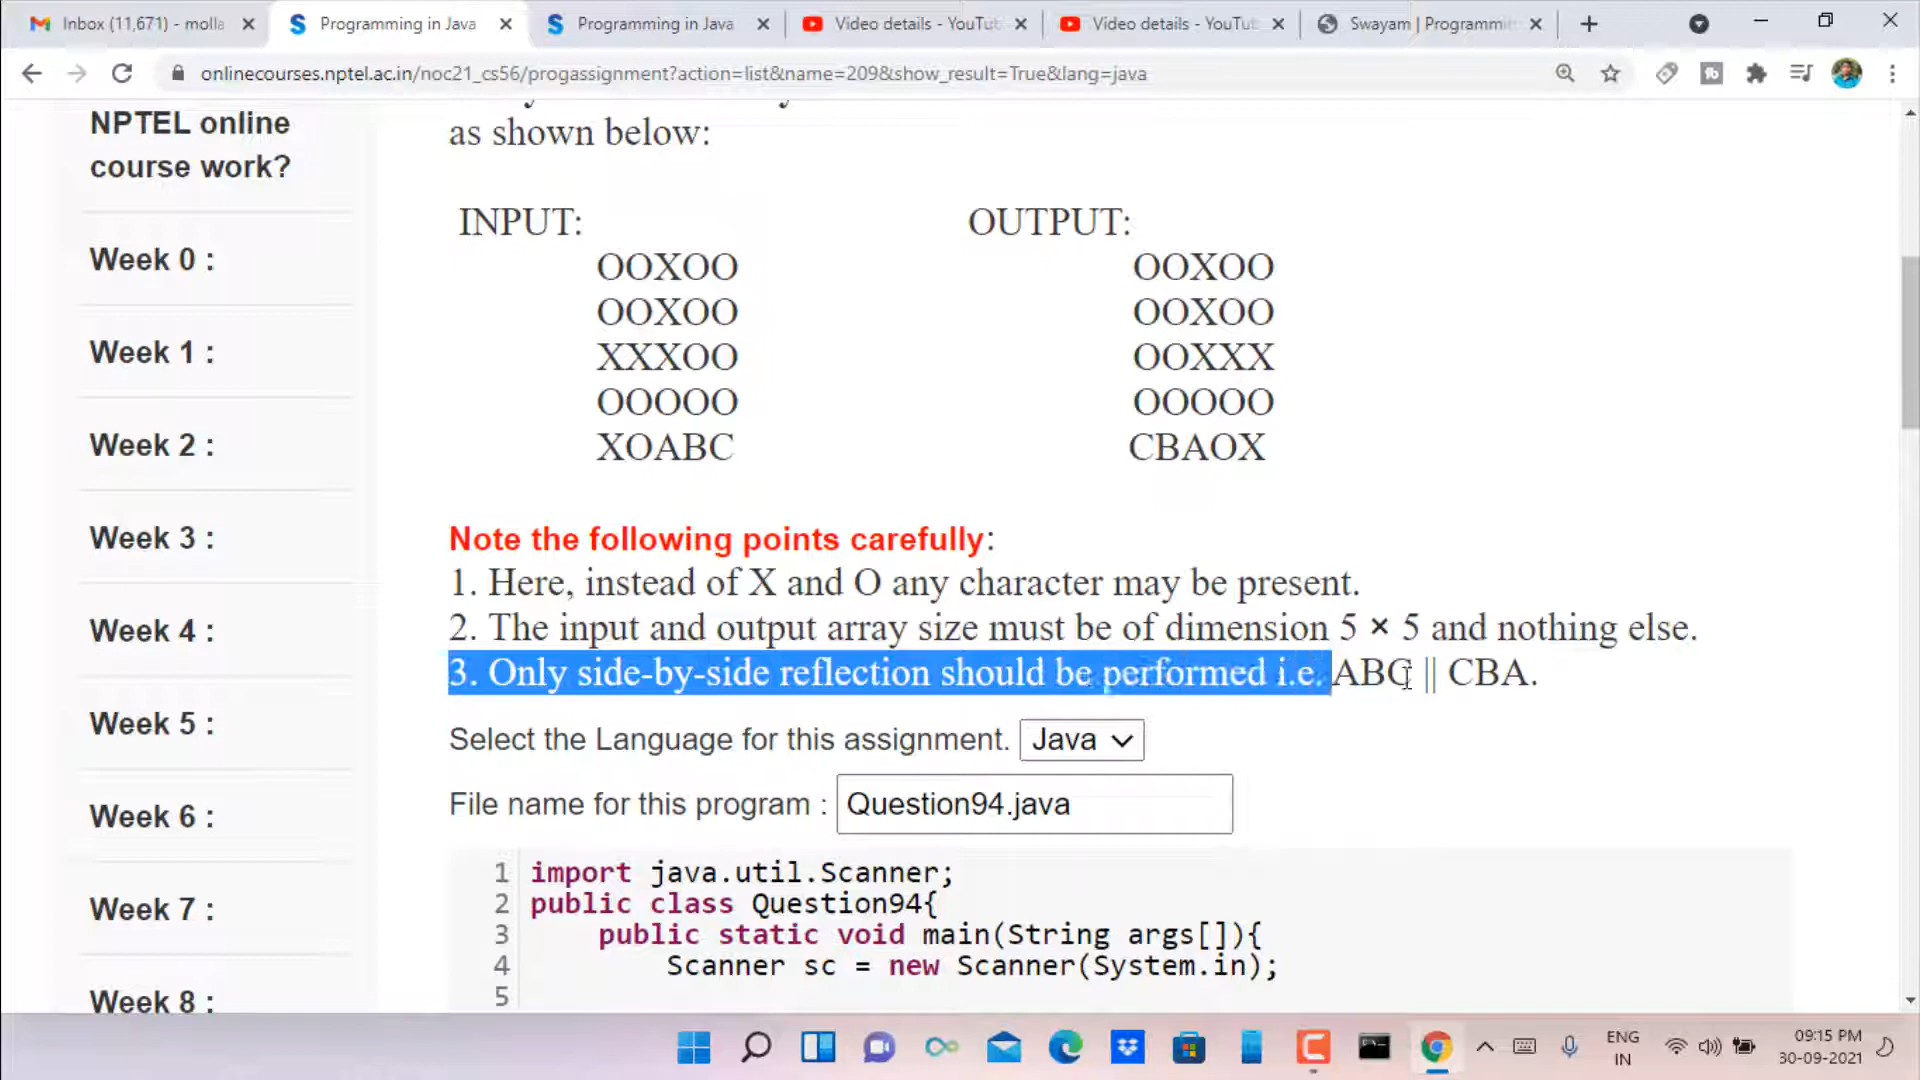 Inbox (11,671) - molla
Programming in Java
Programming in Java
Video details - YouTu
Video details - YouTu
Swayam | Programmin
onlinecourses.nptel.ac.in/noc21_cs56/progassignment?action=list&name=209&show_result=True&lang=java
NPTEL online
course work?
Week 0 :
Week 1 :
Week 2 :
Week 3 :
Week 4 :
Week 5 :
Week 6 :
Week 7 :
Week 8 :
as shown below:
INPUT: OUTPUT:
OOXOO OOXOO
OOXOO OOXOO
XXXOO OOXXX
OOOOO OOOOO
XOABC CBAOX
Note the following points carefully:
1. Here, instead of X and O any character may be present.
2. The input and output array size must be of dimension 5 × 5 and nothing else.
3. Only side-by-side reflection should be performed i.e. ABC || CBA.
Select the Language for this assignment. Java
File name for this program : Question94.java
1 import java.util.Scanner;
2 public class Question94{
3 public static void main(String args[]){
4 Scanner sc = new Scanner(System.in);
5
ENG
IN
09:15 PM
30-09-2021